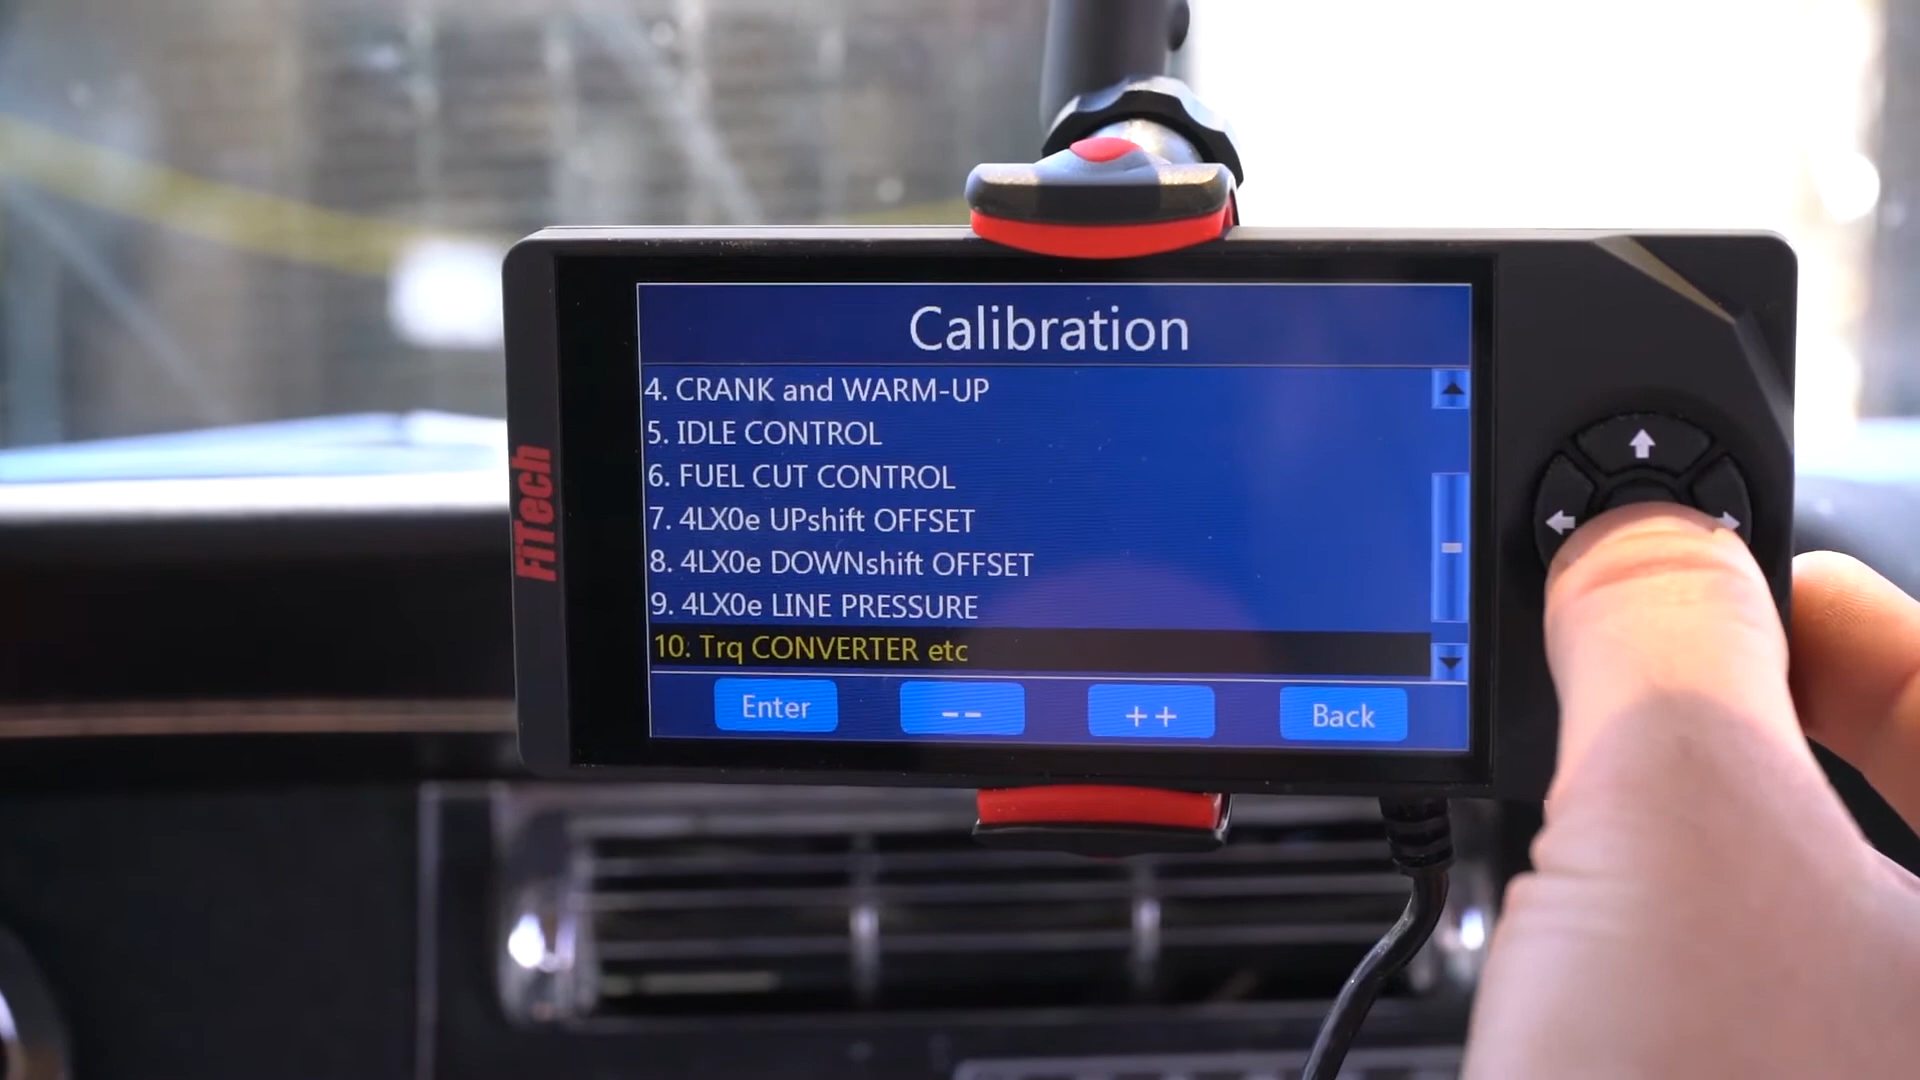 Calibration
4. CRANK and WARM-UP
5. IDLE CONTROL
6. FUEL CUT CONTROL
7. 4LX0e UPshift OFFSET
8. 4LX0e DOWNshift OFFSET
9. 4LX0e LINE PRESSURE
10. Trq CONVERTER etc
Enter
--
++
Back
FiTech